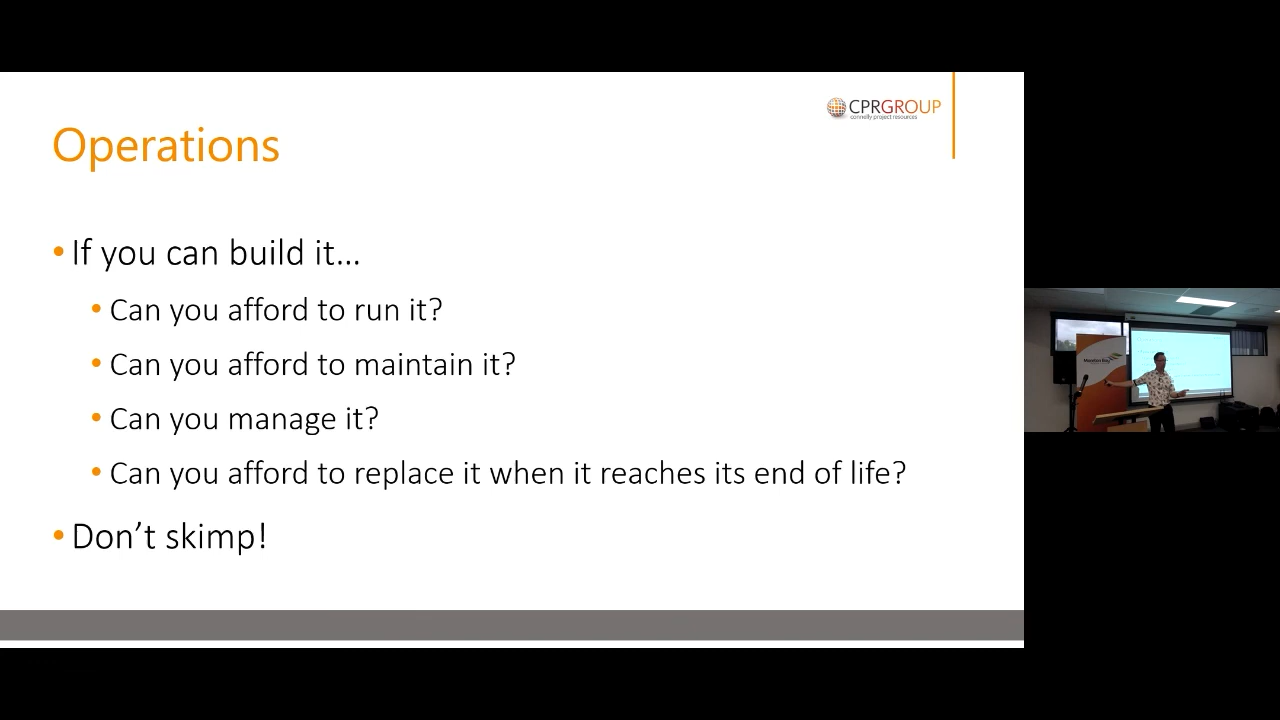 CPRGROUP
connelly project resources
Operations
• If you can build it...
• Can you afford to run it?
• Can you afford to maintain it?
• Can you manage it?
• Can you afford to replace it when it reaches its end of life?
• Don't skimp!
Moreton Bay